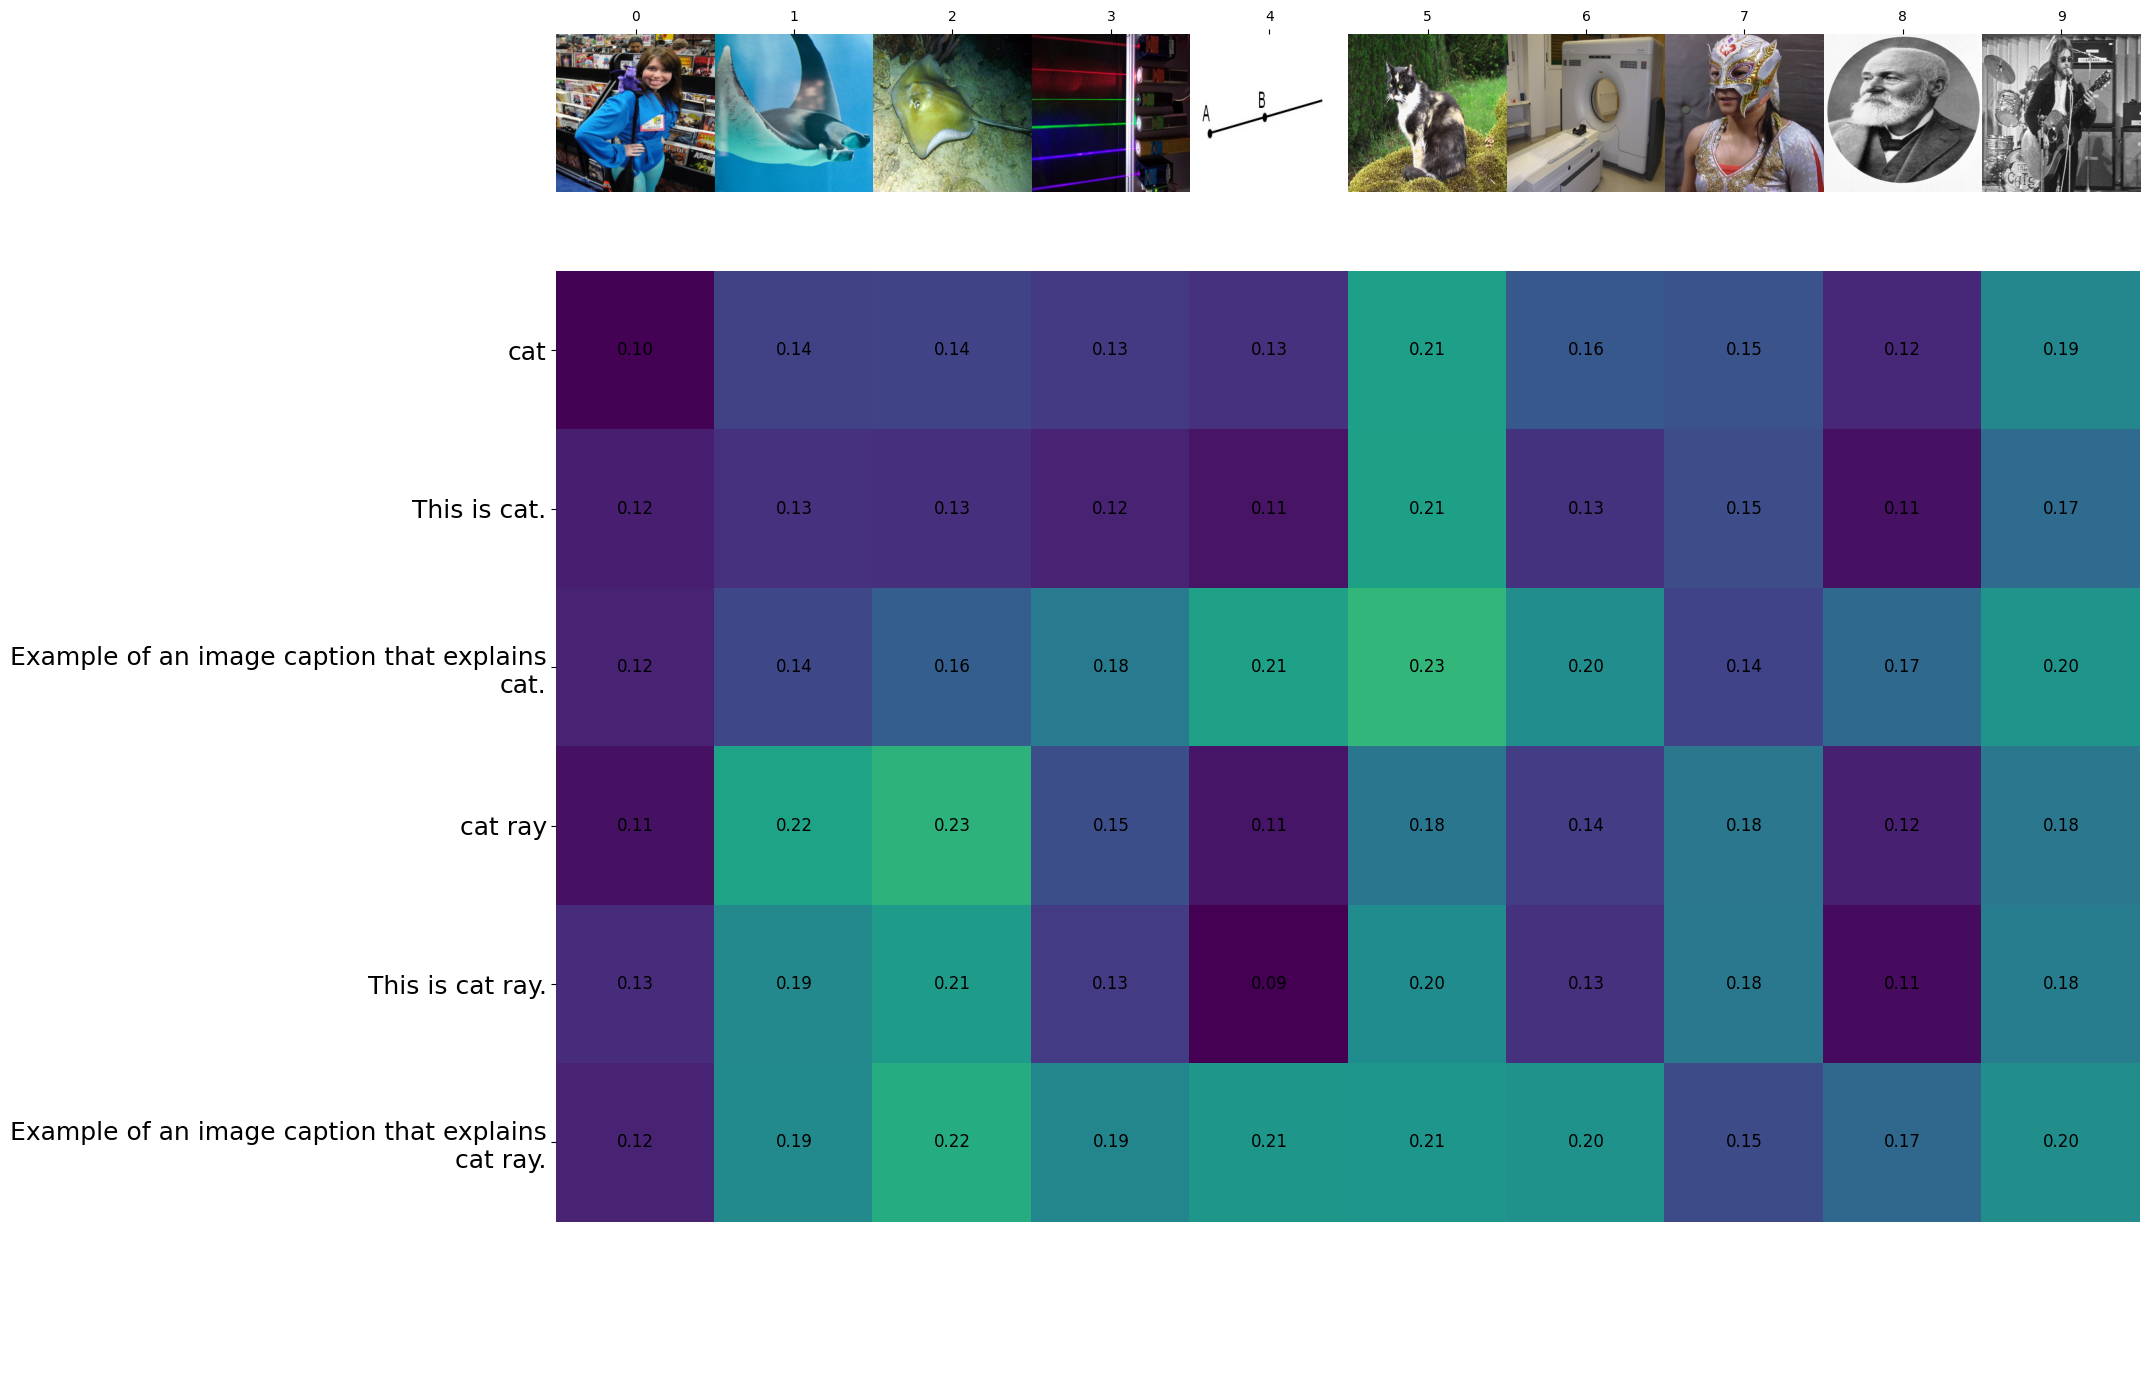 0 1 2 3 4 5 6 7 8 9
A B
THE
CATS
cat 0.10 0.14 0.14 0.13 0.13 0.21 0.16 0.15 0.12 0.19
This is cat. 0.12 0.13 0.13 0.12 0.11 0.21 0.13 0.15 0.11 0.17
Example of an image caption that explains
cat. 0.12 0.14 0.16 0.18 0.21 0.23 0.20 0.14 0.17 0.20
cat ray 0.11 0.22 0.23 0.15 0.11 0.18 0.14 0.18 0.12 0.18
This is cat ray. 0.13 0.19 0.21 0.13 0.09 0.20 0.13 0.18 0.11 0.18
Example of an image caption that explains
cat ray. 0.12 0.19 0.22 0.19 0.21 0.21 0.20 0.15 0.17 0.20